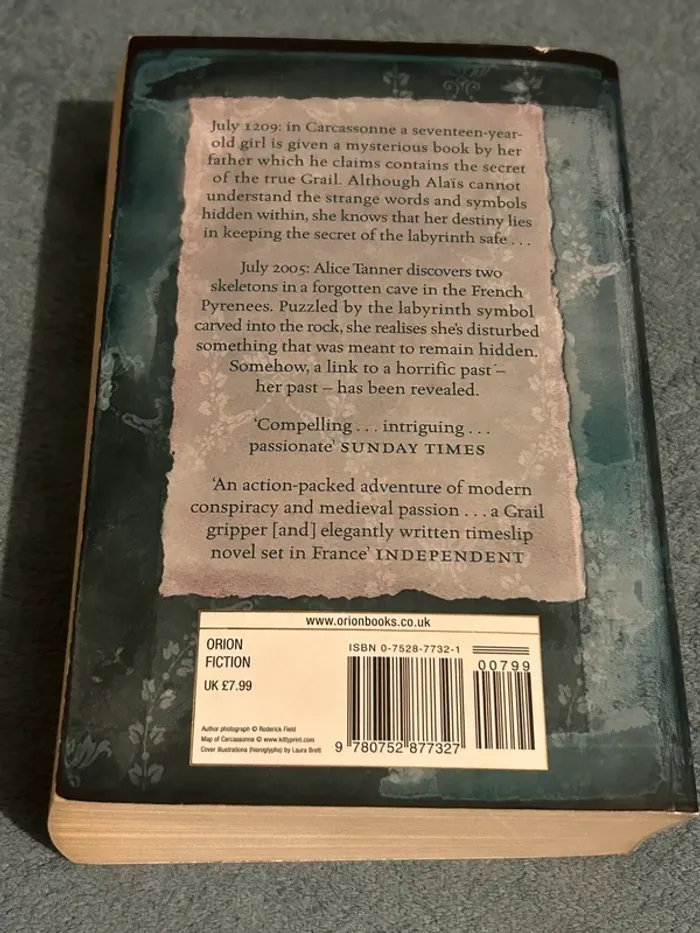 July 1209: in Carcassonne a seventeen-year-
old girl is given a mysterious book by her
father which he claims contains the secret
of the true Grail. Although Alaïs cannot
understand the strange words and symbols
hidden within, she knows that her destiny lies
in keeping the secret of the labyrinth safe . . .
July 2005: Alice Tanner discovers two
skeletons in a forgotten cave in the French
Pyrenees. Puzzled by the labyrinth symbol
carved into the rock, she realises she's disturbed
something that was meant to remain hidden.
Somehow, a link to a horrific past –
her past – has been revealed.
'Compelling . . . intriguing . . .
passionate' SUNDAY TIMES
'An action-packed adventure of modern
conspiracy and medieval passion . . . a Grail
gripper [and] elegantly written timeslip
novel set in France' INDEPENDENT
www.orionbooks.co.uk
ORION
FICTION
UK £7.99
Author photograph © Roderick Field
Map of Carcassonne © www.kittyprint.com
Cover illustrations (hieroglyphs) by Laura Brett
ISBN 0-7528-7732-1
00799
9 780752 877327